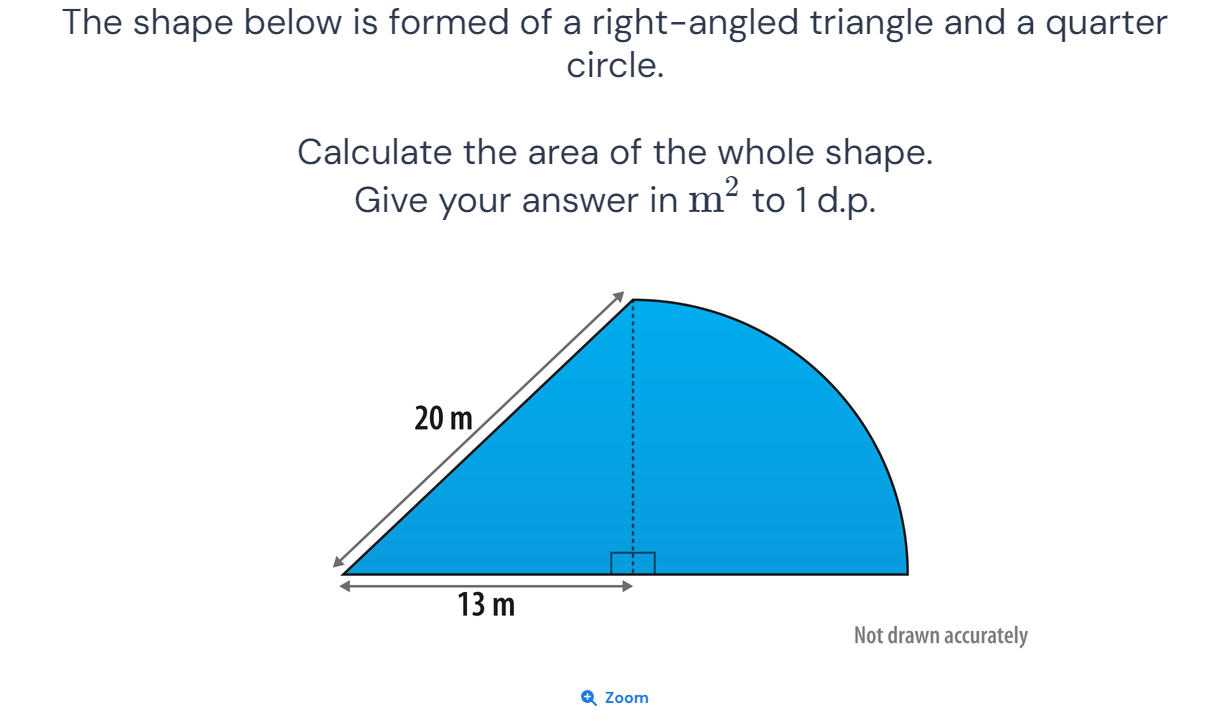 The shape below is formed of a right-angled triangle and a quarter
circle.
Calculate the area of the whole shape.
Give your answer in m² to 1 d.p.
20 m
13 m
Not drawn accurately
Zoom